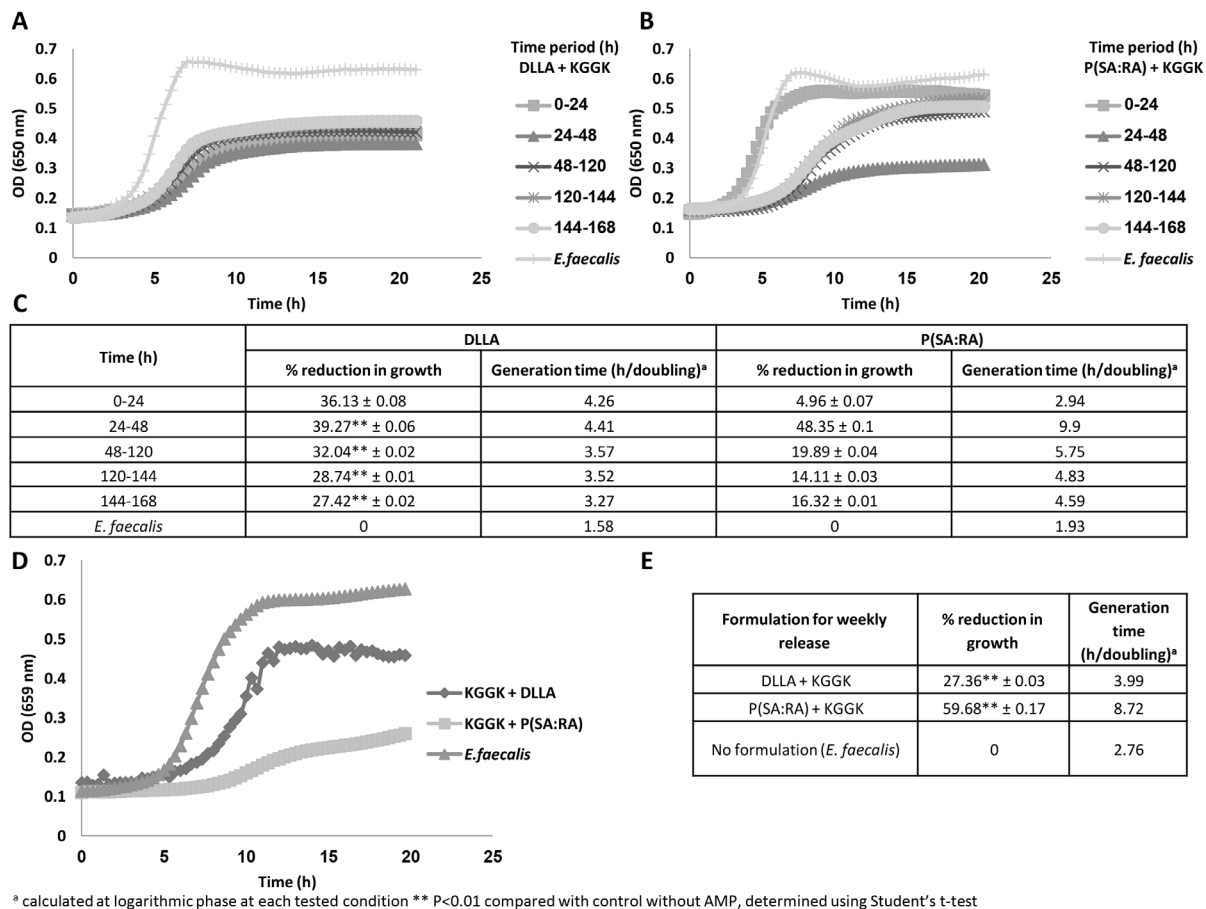 A
0.7
0.6
0.5
0.4
0.3
0.2
0.1
0
OD (650 nm)
0 5 10 15 20 25
Time (h)
Time period (h)
DLLA + KGGK
0-24
24-48
48-120
120-144
144-168
E.faecalis
B
0.7
0.6
0.5
0.4
0.3
0.2
0.1
0
OD (650 nm)
0 5 10 15 20 25
Time (h)
Time period (h)
P(SA:RA) + KGGK
0-24
24-48
48-120
120-144
144-168
E. faecalis
C
Time (h) DLLA P(SA:RA)
% reduction in growth Generation time (h/doubling)ᵃ % reduction in growth Generation time (h/doubling)ᵃ
0-24 36.13 ± 0.08 4.26 4.96 ± 0.07 2.94
24-48 39.27** ± 0.06 4.41 48.35 ± 0.1 9.9
48-120 32.04** ± 0.02 3.57 19.89 ± 0.04 5.75
120-144 28.74** ± 0.01 3.52 14.11 ± 0.03 4.83
144-168 27.42** ± 0.02 3.27 16.32 ± 0.01 4.59
E. faecalis 0 1.58 0 1.93
D
0.7
0.6
0.5
0.4
0.3
0.2
0.1
0
OD (659 nm)
0 5 10 15 20 25
Time (h)
KGGK + DLLA
KGGK + P(SA:RA)
E.faecalis
E
Formulation for weekly
release
% reduction in
growth
Generation
time
(h/doubling)ᵃ
DLLA + KGGK 27.36** ± 0.03 3.99
P(SA:RA) + KGGK 59.68** ± 0.17 8.72
No formulation (E. faecalis) 0 2.76
ᵃ calculated at logarithmic phase at each tested condition ** P<0.01 compared with control without AMP, determined using Student's t-test